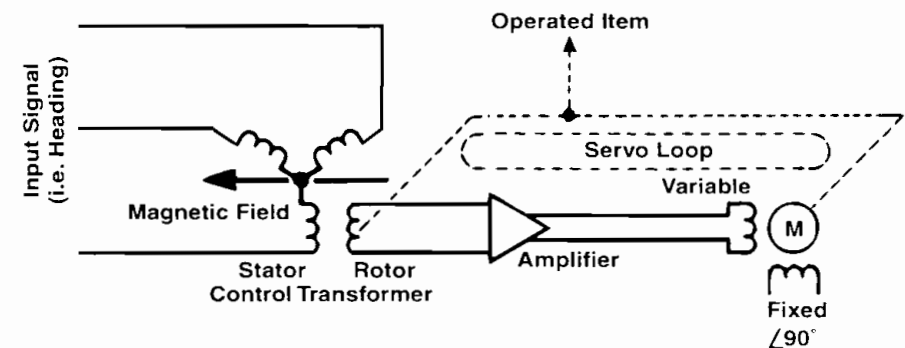 Operated Item
Input Signal
(i.e. Heading)
Servo Loop
Variable
Magnetic Field
M
Amplifier
Stator
Rotor
Control Transformer
Fixed
∠90°